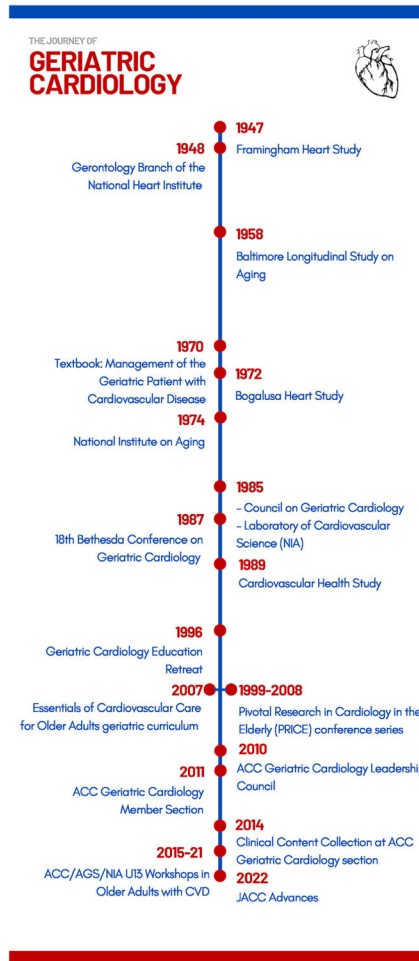 THE JOURNEY OF
GERIATRIC
CARDIOLOGY
1947
Framingham Heart Study
1948
Gerontology Branch of the
National Heart Institute
1958
Baltimore Longitudinal Study on
Aging
1970
Textbook: Management of the
Geriatric Patient with
Cardiovascular Disease
1972
Bogalusa Heart Study
1974
National Institute on Aging
1985
- Council on Geriatric Cardiology
- Laboratory of Cardiovascular
Science (NIA)
1987
18th Bethesda Conference on
Geriatric Cardiology
1989
Cardiovascular Health Study
1996
Geriatric Cardiology Education
Retreat
2007
Essentials of Cardiovascular Care
for Older Adults geriatric curriculum
1999-2008
Pivotal Research in Cardiology in the
Elderly (PRICE) conference series
2010
ACC Geriatric Cardiology Leadershi
Council
2011
ACC Geriatric Cardiology
Member Section
2014
Clinical Content Collection at ACC
Geriatric Cardiology section
2015-21
ACC/AGS/NIA U13 Workshops in
Older Adults with CVD
2022
JACC Advances